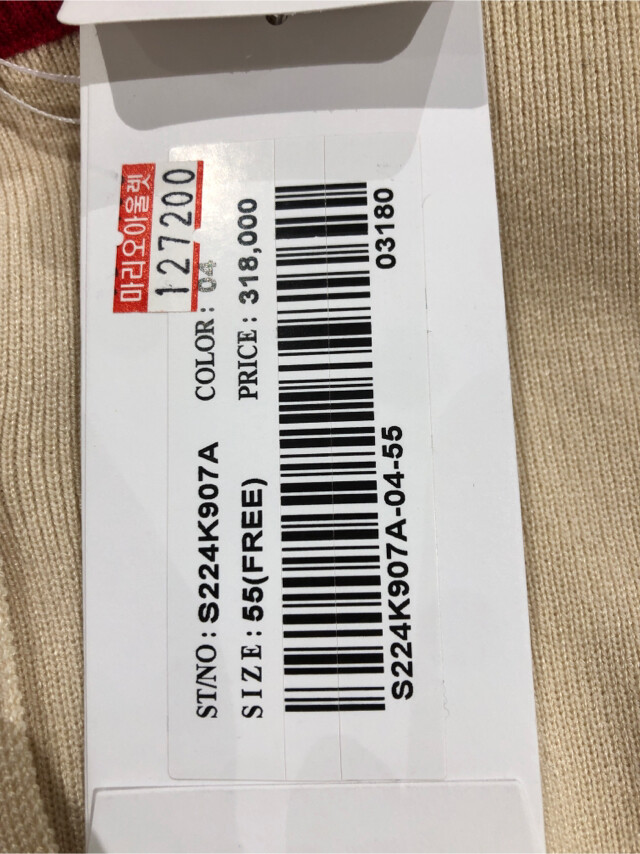 마리오아울렛
127200
ST/NO : S224K907A COLOR : 04
SIZE : 55(FREE) PRICE : 318,000
S224K907A-04-55 03180